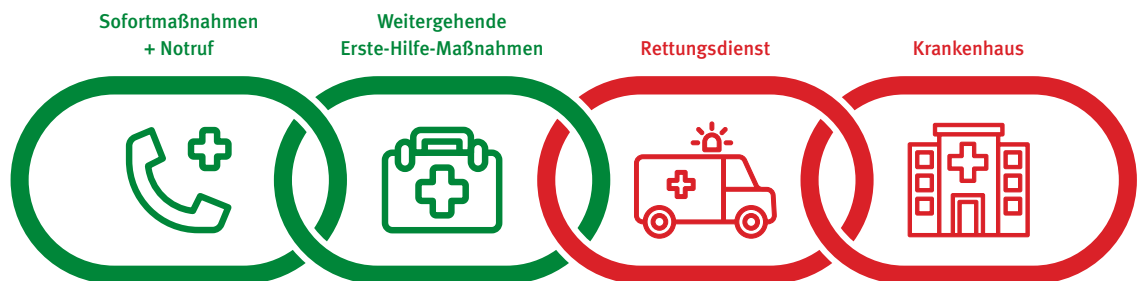 Sofortmaßnahmen
+ Notruf
Weitergehende
Erste-Hilfe-Maßnahmen
Rettungsdienst
Krankenhaus